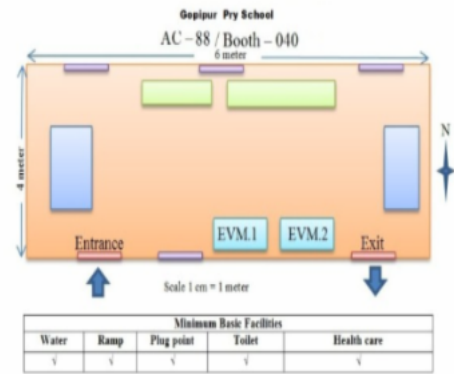 Gopipur Pry School
AC – 88 / Booth – 040
6 meter
4 meter
N
EVM.1 EVM.2
Entrance Exit
Scale 1 cm = 1 meter
Minimum Basic Facilities
Water Ramp Plug point Toilet Health care
√ √ √ √ √